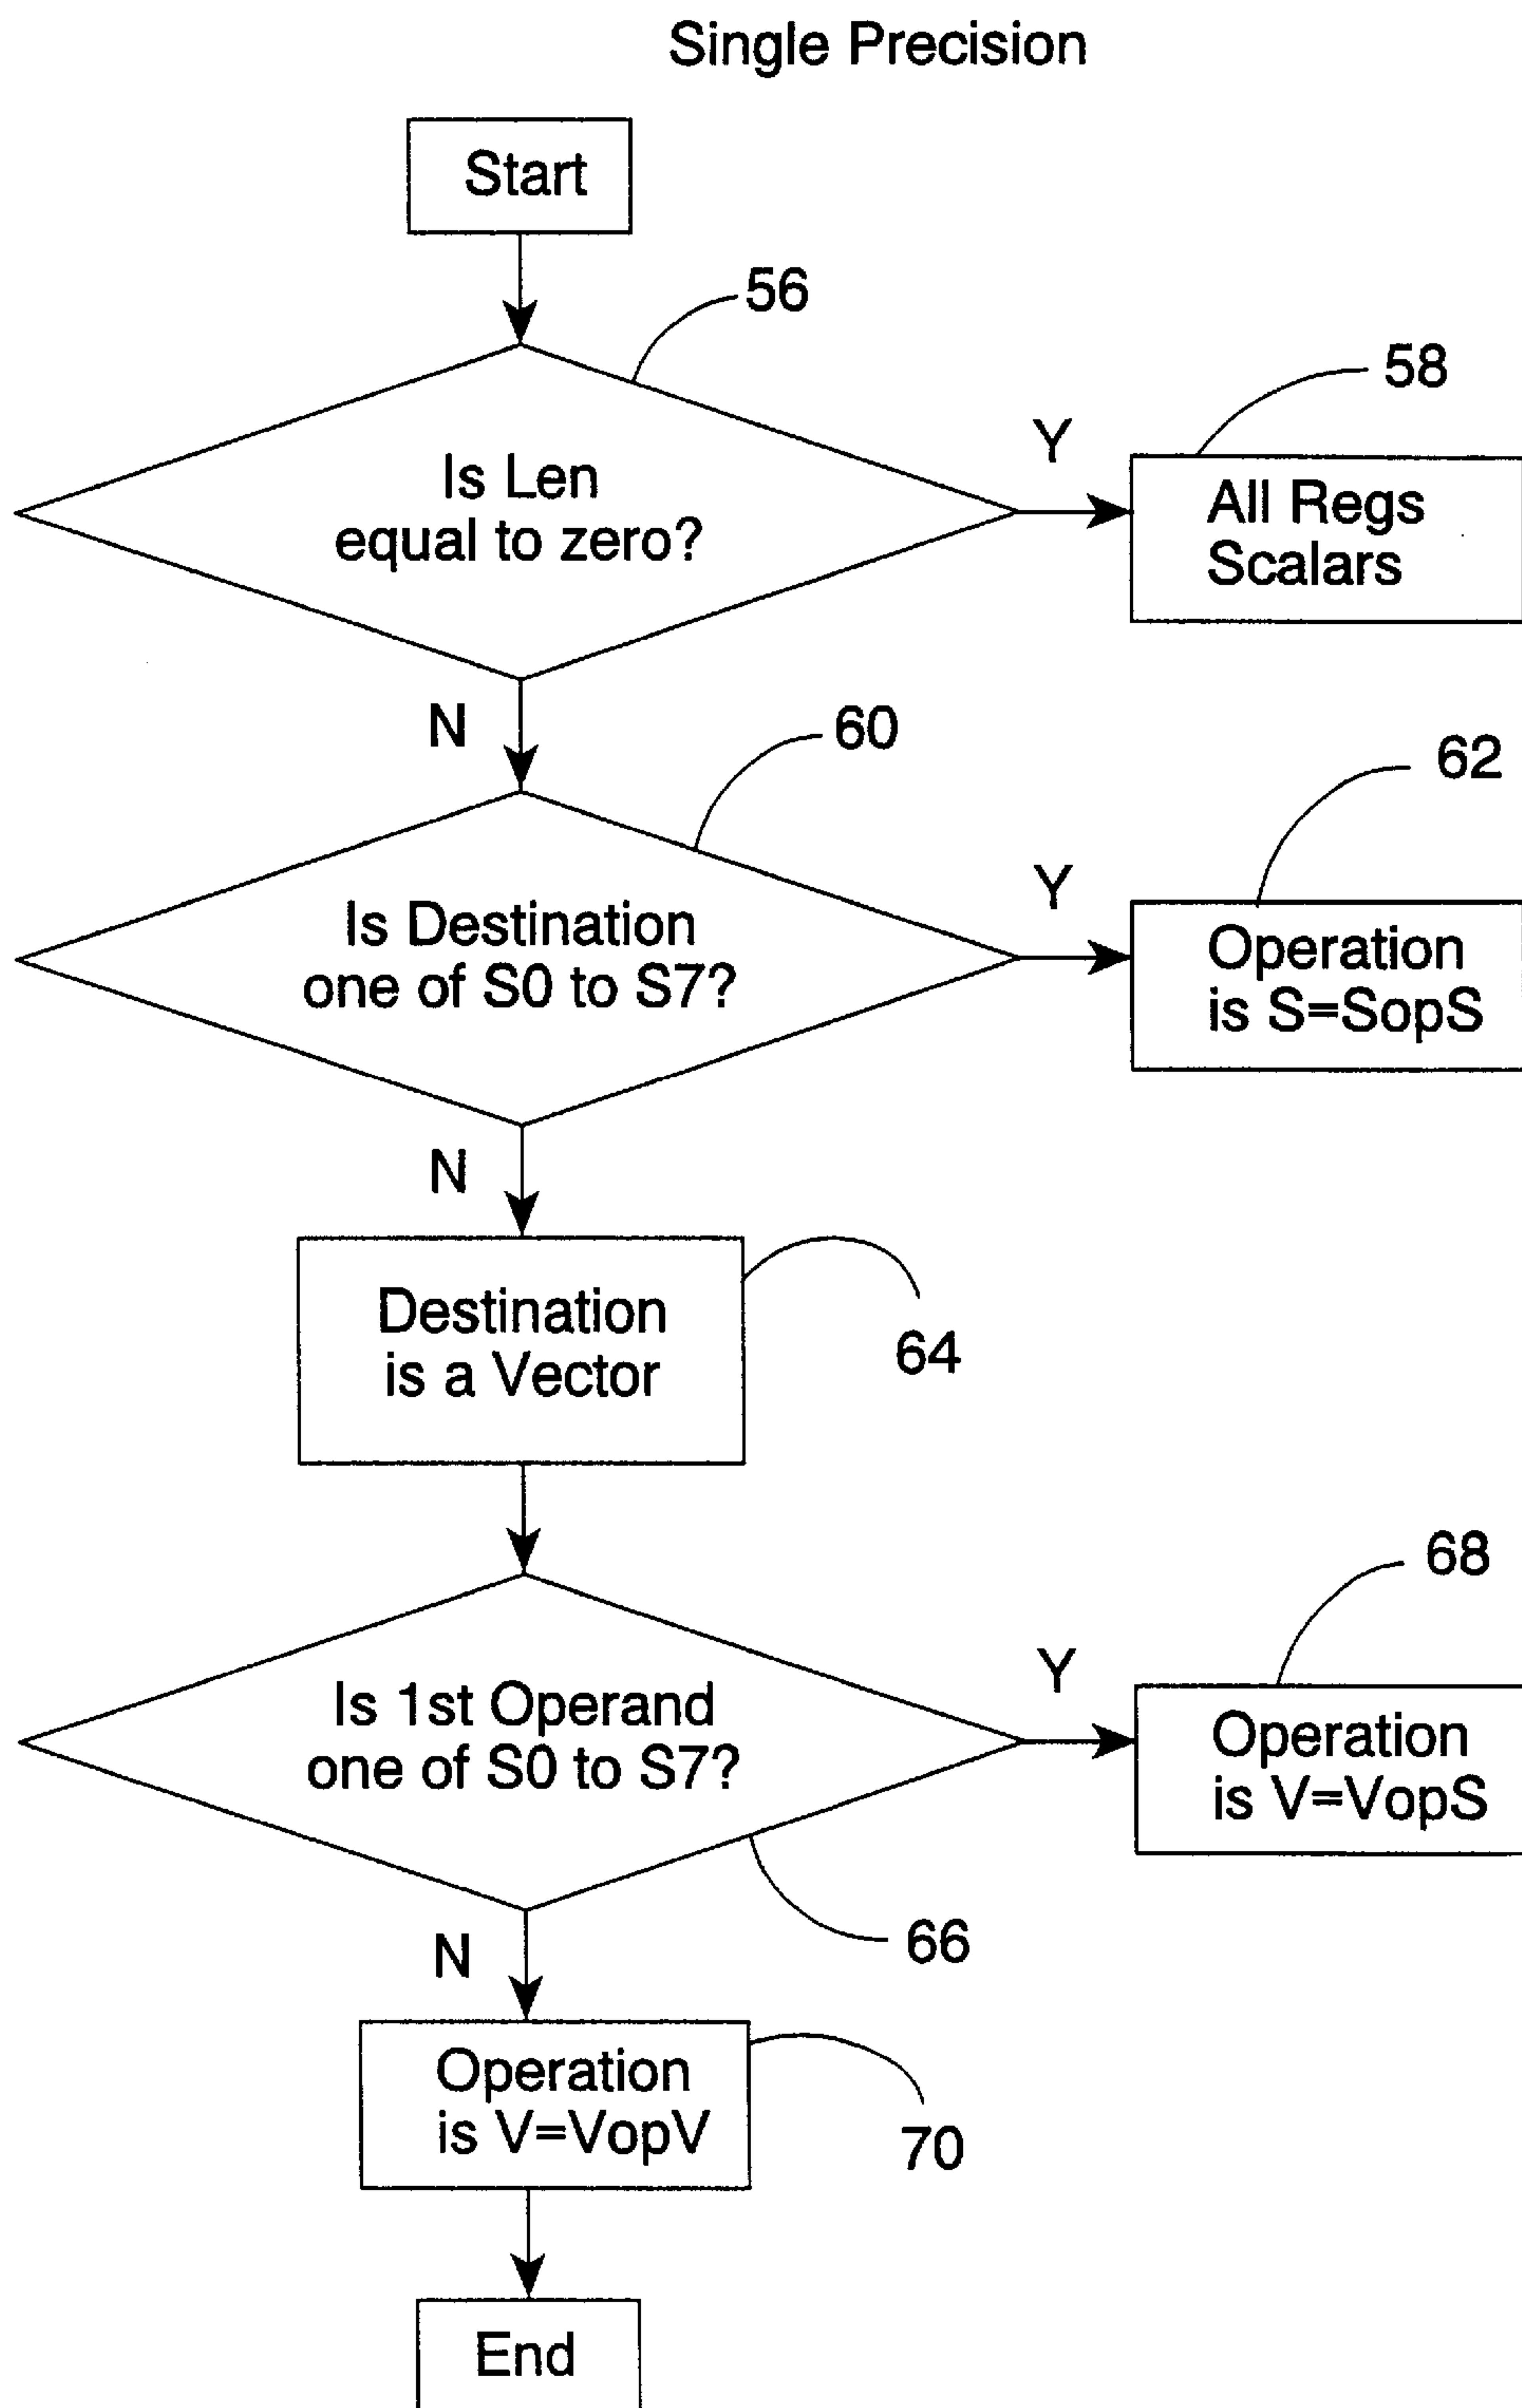 Single Precision
Start
56
Is Len
equal to zero?
Y
58
All Regs
Scalars
N
60
Is Destination
one of S0 to S7?
Y
62
Operation
is S=SopS
N
Destination
is a Vector
64
Is 1st Operand
one of S0 to S7?
Y
68
Operation
is V=VopS
66
N
Operation
is V=VopV
70
End